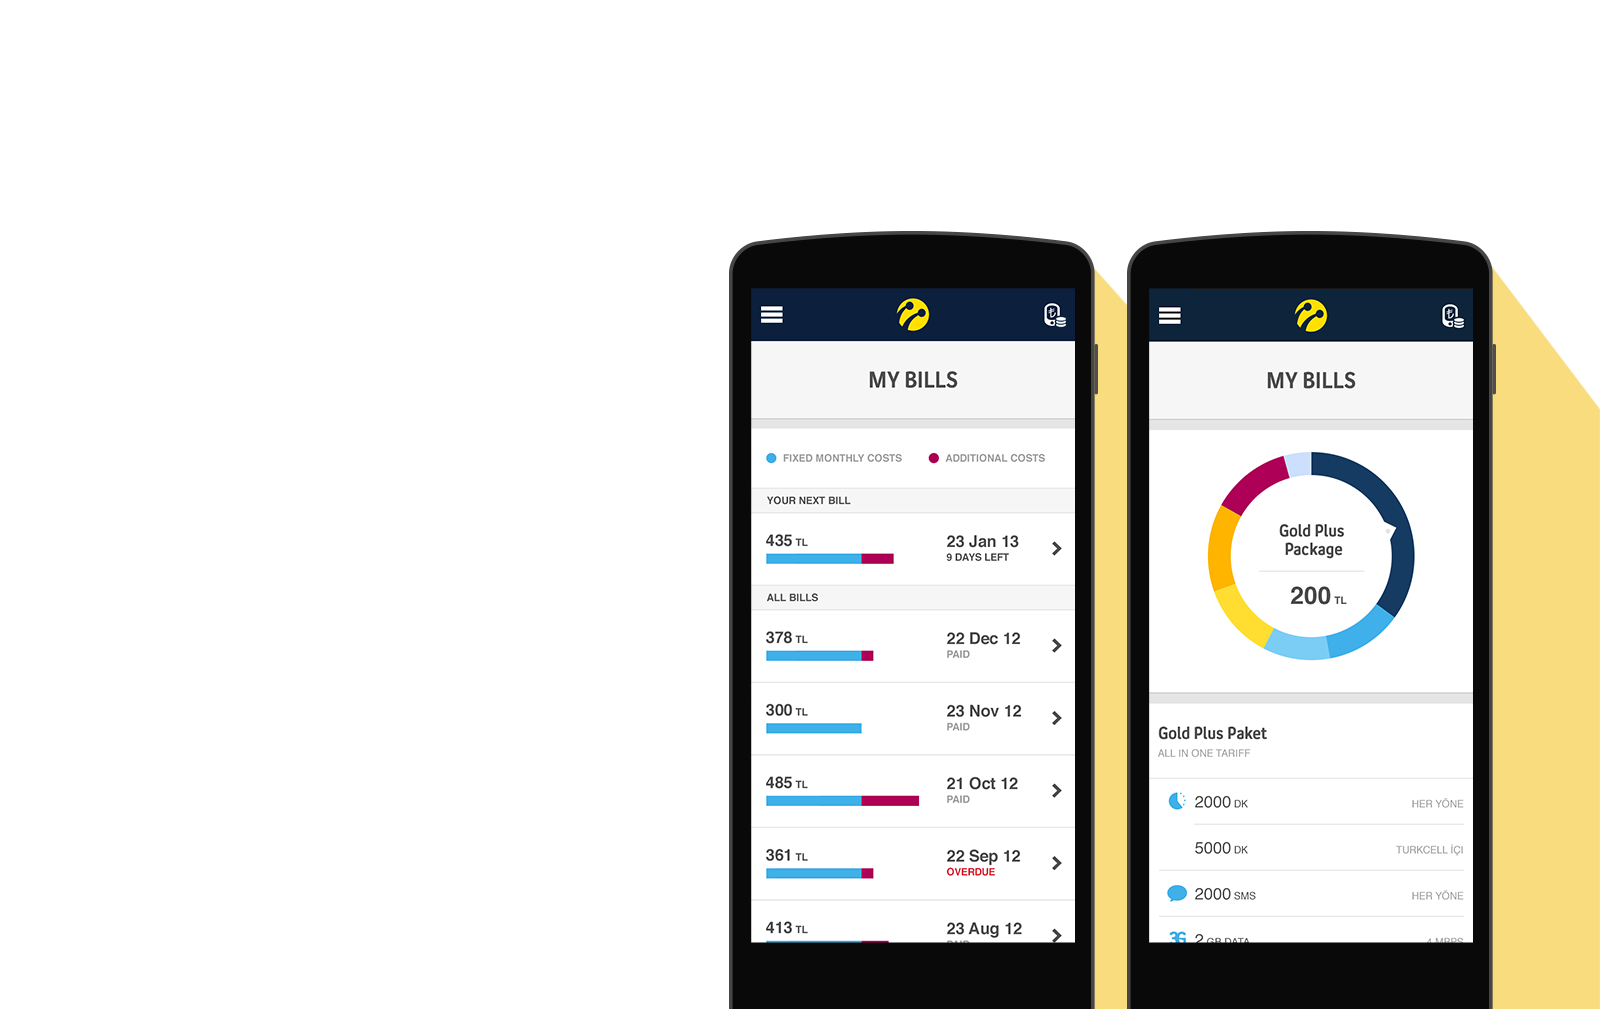 MY BILLS
FIXED MONTHLY COSTS
ADDITIONAL COSTS
YOUR NEXT BILL
435 TL
23 Jan 13
9 DAYS LEFT
ALL BILLS
378 TL
22 Dec 12
PAID
300 TL
23 Nov 12
PAID
485 TL
21 Oct 12
PAID
361 TL
22 Sep 12
OVERDUE
413 TL
23 Aug 12
PAID
MY BILLS
Gold Plus
Package
200 TL
Gold Plus Paket
ALL IN ONE TARIFF
2000 DK
HER YÖNE
5000 DK
TURKCELL İÇI
2000 SMS
HER YÖNE
3G
2 GB DATA
4 MBPS